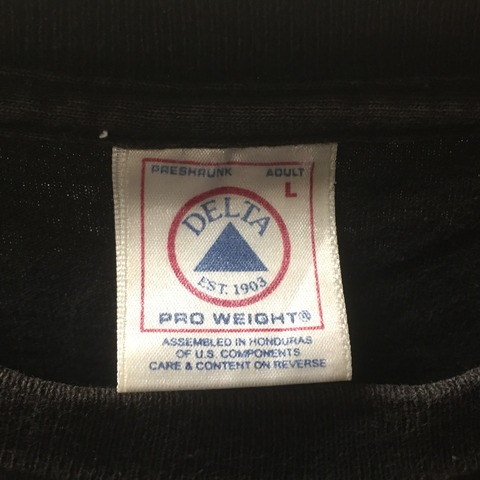 PRESHRUNK ADULT
L
DELTA
EST. 1903
PRO WEIGHT®
ASSEMBLED IN HONDURAS
OF U.S. COMPONENTS
CARE & CONTENT ON REVERSE